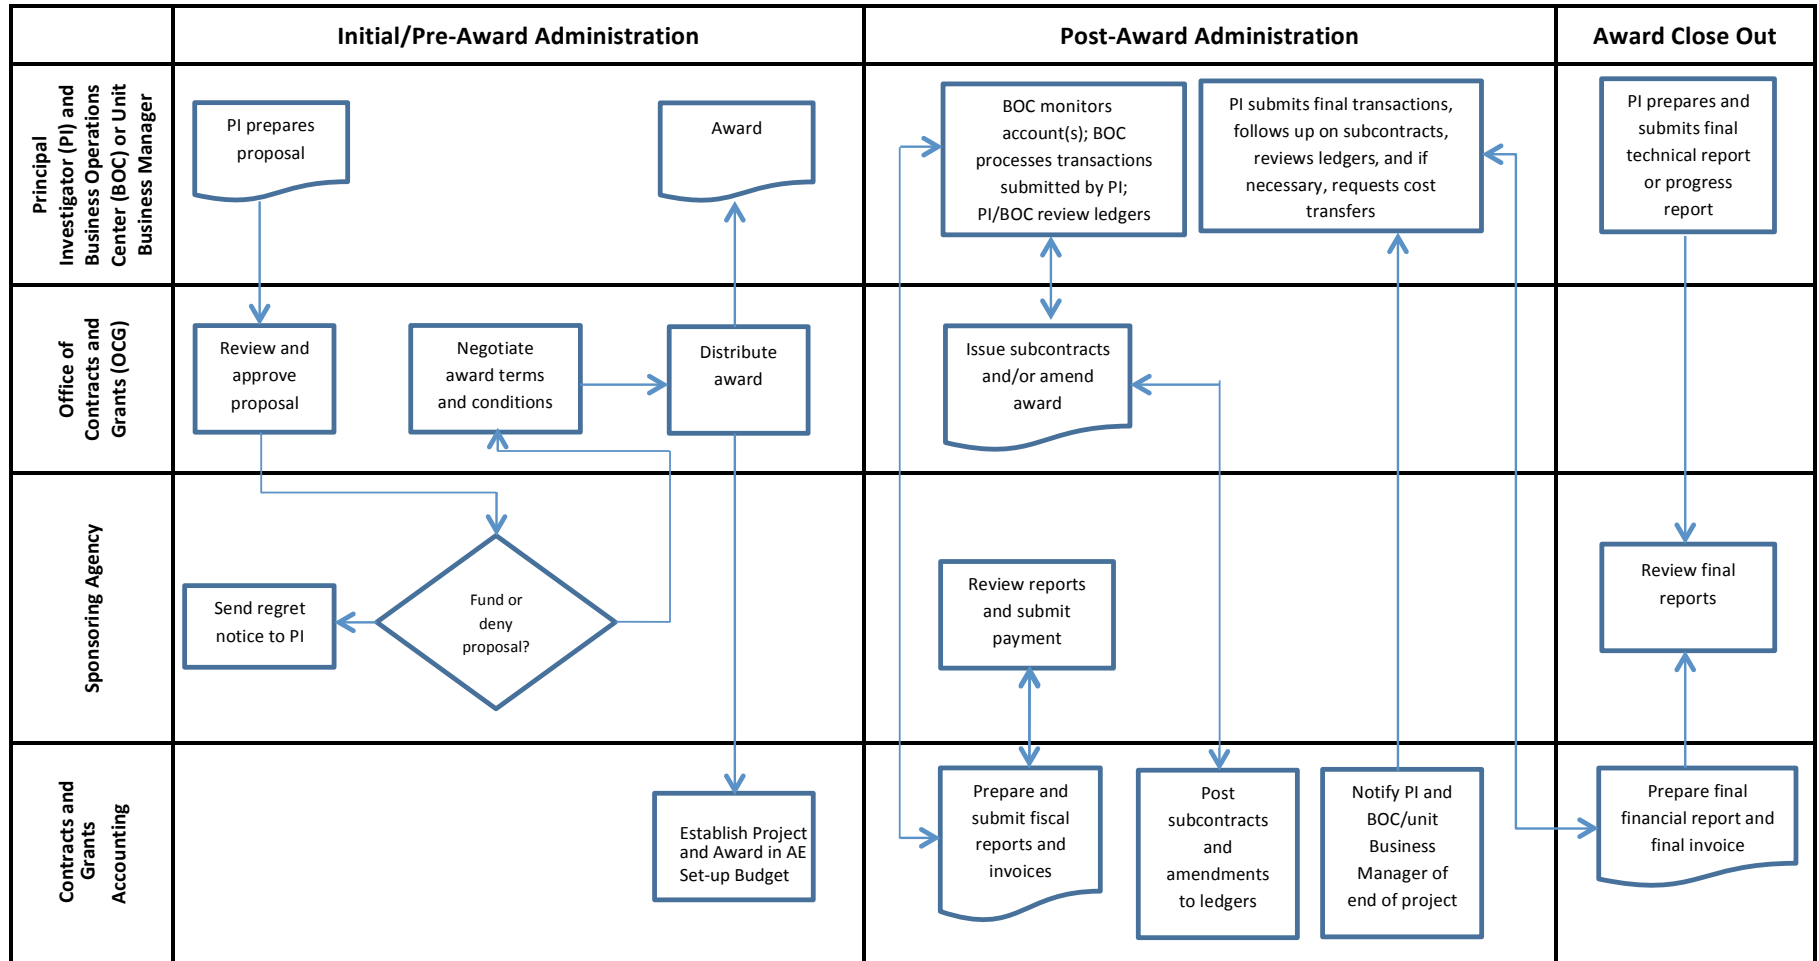 Initial/Pre-Award Administration
Post-Award Administration
Award Close Out
Principal
Investigator (PI) and
Business Operations
Center (BOC) or Unit
Business Manager
PI prepares
proposal
Award
BOC monitors
account(s); BOC
processes transactions
submitted by PI;
PI/BOC review ledgers
PI submits final transactions,
follows up on subcontracts,
reviews ledgers, and if
necessary, requests cost
transfers
PI prepares and
submits final
technical report
or progress
report
Office of
Contracts and
Grants (OCG)
Review and
approve
proposal
Negotiate
award terms
and conditions
Distribute
award
Issue subcontracts
and/or amend
award
Sponsoring Agency
Send regret
notice to PI
Fund or
deny
proposal?
Review reports
and submit
payment
Review final
reports
Contracts and
Grants
Accounting
Establish Project
and Award in AE
Set-up Budget
Prepare and
submit fiscal
reports and
invoices
Post
subcontracts
and
amendments
to ledgers
Notify PI and
BOC/unit
Business
Manager of
end of project
Prepare final
financial report and
final invoice